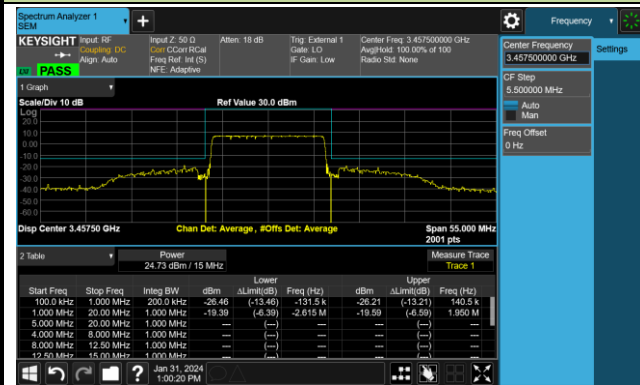 Spectrum Analyzer 1
SEM
Frequency
KEYSIGHT
Input: RF
Coupling: DC
Align: Auto
Input Z: 50 Ω
Corr CCorr RCal
Freq Ref: Int (S)
NFE: Adaptive
Atten: 18 dB
Trig: External 1
Gate: LO
IF Gain: Low
Center Freq: 3.457500000 GHz
Avg|Hold: 100.00% of 100
Radio Std: None
PASS
Center Frequency
3.457500000 GHz
Settings
CF Step
5.500000 MHz
Auto
Man
Freq Offset
0 Hz
1 Graph
Scale/Div 10 dB
Ref Value 30.0 dBm
Log
20.0
10.0
0.00
-10.0
-20.0
-30.0
-40.0
-50.0
-60.0
Disp Center 3.45750 GHz
Chan Det: Average, #Offs Det: Average
Span 55.000 MHz
2001 pts
2 Table
Power
24.73 dBm / 15 MHz
Measure Trace
Trace 1
Lower Upper
Start Freq Stop Freq Integ BW dBm ΔLimit(dB) Freq (Hz) dBm ΔLimit(dB) Freq (Hz)
100.0 kHz 1.000 MHz 200.0 kHz -26.46 (-13.46) -131.5 k -26.21 (-13.21) 140.5 k
1.000 MHz 20.00 MHz 1.000 MHz -19.39 (-6.39) -2.615 M -19.59 (-6.59) 1.950 M
5.000 MHz 20.00 MHz 1.000 MHz --- (---) --- --- (---) ---
4.000 MHz 8.000 MHz 1.000 MHz --- (---) --- --- (---) ---
8.000 MHz 12.50 MHz 1.000 MHz --- (---) --- --- (---) ---
12.50 MHz 15.00 MHz 1.000 MHz --- (---) --- --- (---) ---
Jan 31, 2024
1:00:20 PM